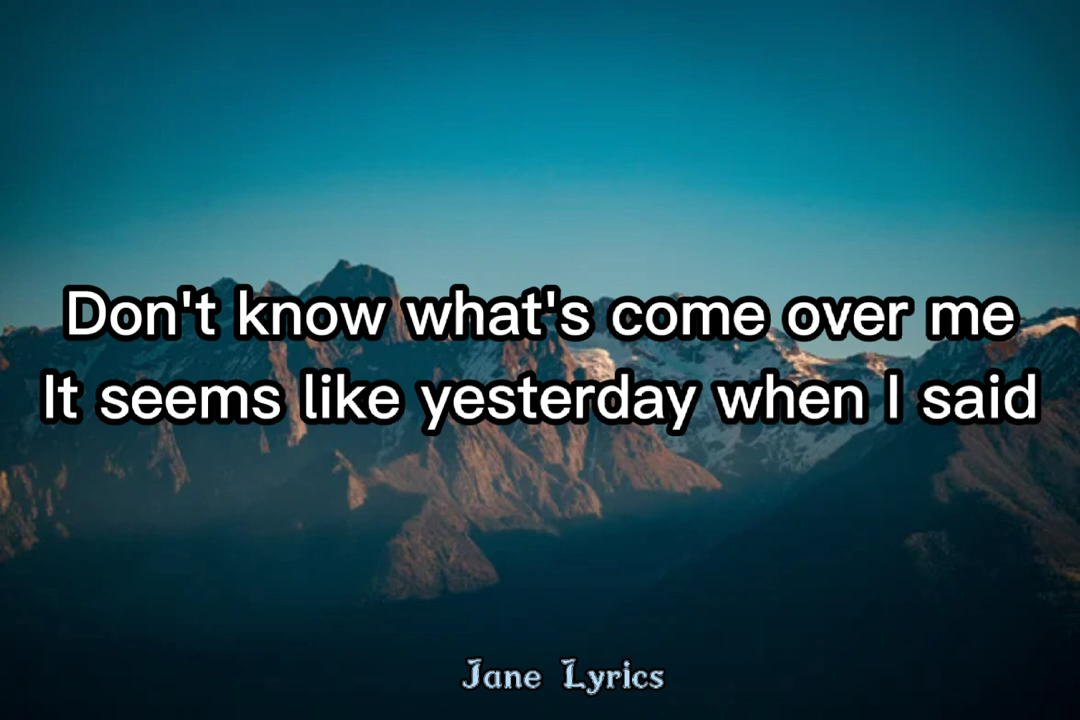 Don't know what's come over me
It seems like yesterday when I said
Jane Lyrics